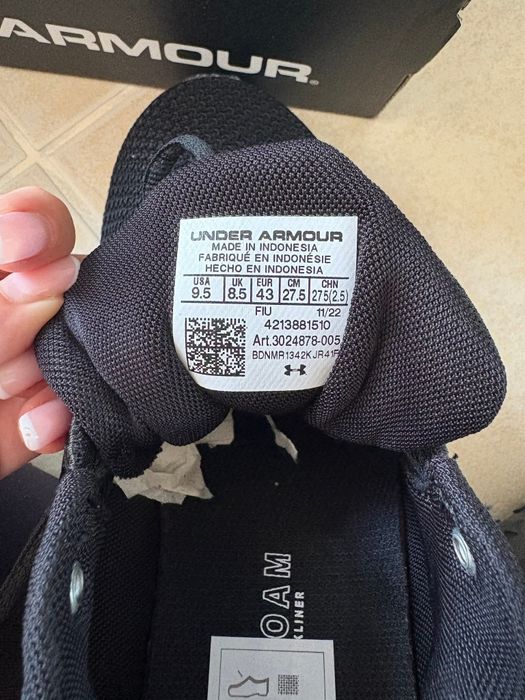 ARMOUR
UNDER ARMOUR
MADE IN INDONESIA
FABRIQUÉ EN INDONÉSIE
HECHO EN INDONESIA
USA UK EUR CM CHN
9.5 8.5 43 27.5 275(2.5)
FIU 11/22
4213881510
Art.3024878-005
BDNMR1342KJR41F
OAM
KLINER